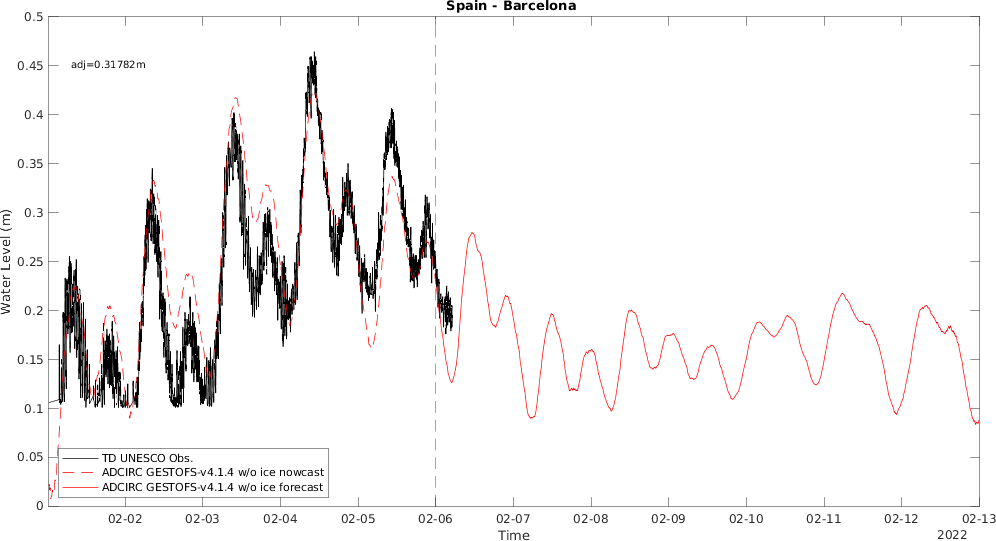 Spain - Barcelona
0.5
0.45
0.4
0.35
0.3
0.25
0.2
0.15
0.1
0.05
0
Water Level (m)
adj=0.31782m
TD UNESCO Obs.
ADCIRC GESTOFS-v4.1.4 w/o ice nowcast
ADCIRC GESTOFS-v4.1.4 w/o ice forecast
02-02 02-03 02-04 02-05 02-06 02-07 02-08 02-09 02-10 02-11 02-12 02-13
Time
2022